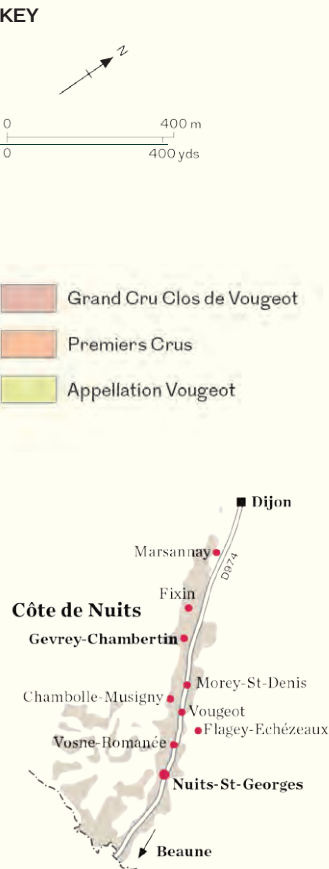 KEY
N
0 400 m
0 400 yds
Grand Cru Clos de Vougeot
Premiers Crus
Appellation Vougeot
Dijon
Marsannay
D974
Fixin
Côte de Nuits
Gevrey-Chambertin
Morey-St-Denis
Chambolle-Musigny
Vougeot
Flagey-Echézeaux
Vosne-Romanée
Nuits-St-Georges
Beaune